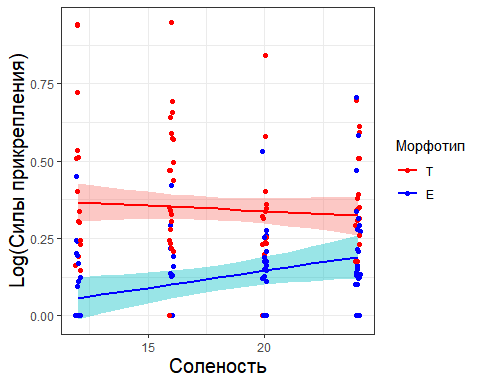 Log(Силы прикрепления)
0.75
0.50
0.25
0.00
15
20
Соленость
Морфотип
T
E